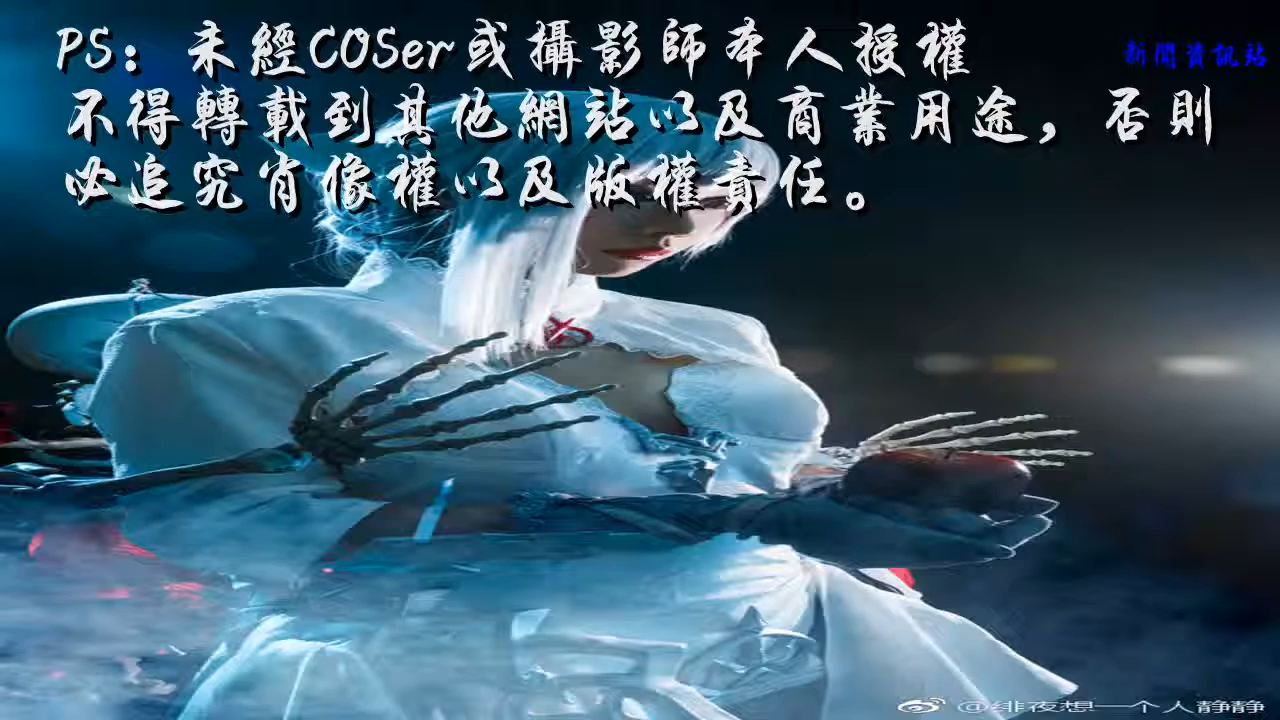 PS：未經COSer或攝影師本人授權
新聞資訊站
不得轉載到其他網站以及商業用途，否則
必追究肖像權以及版權責任。
@绯夜想一个人静静